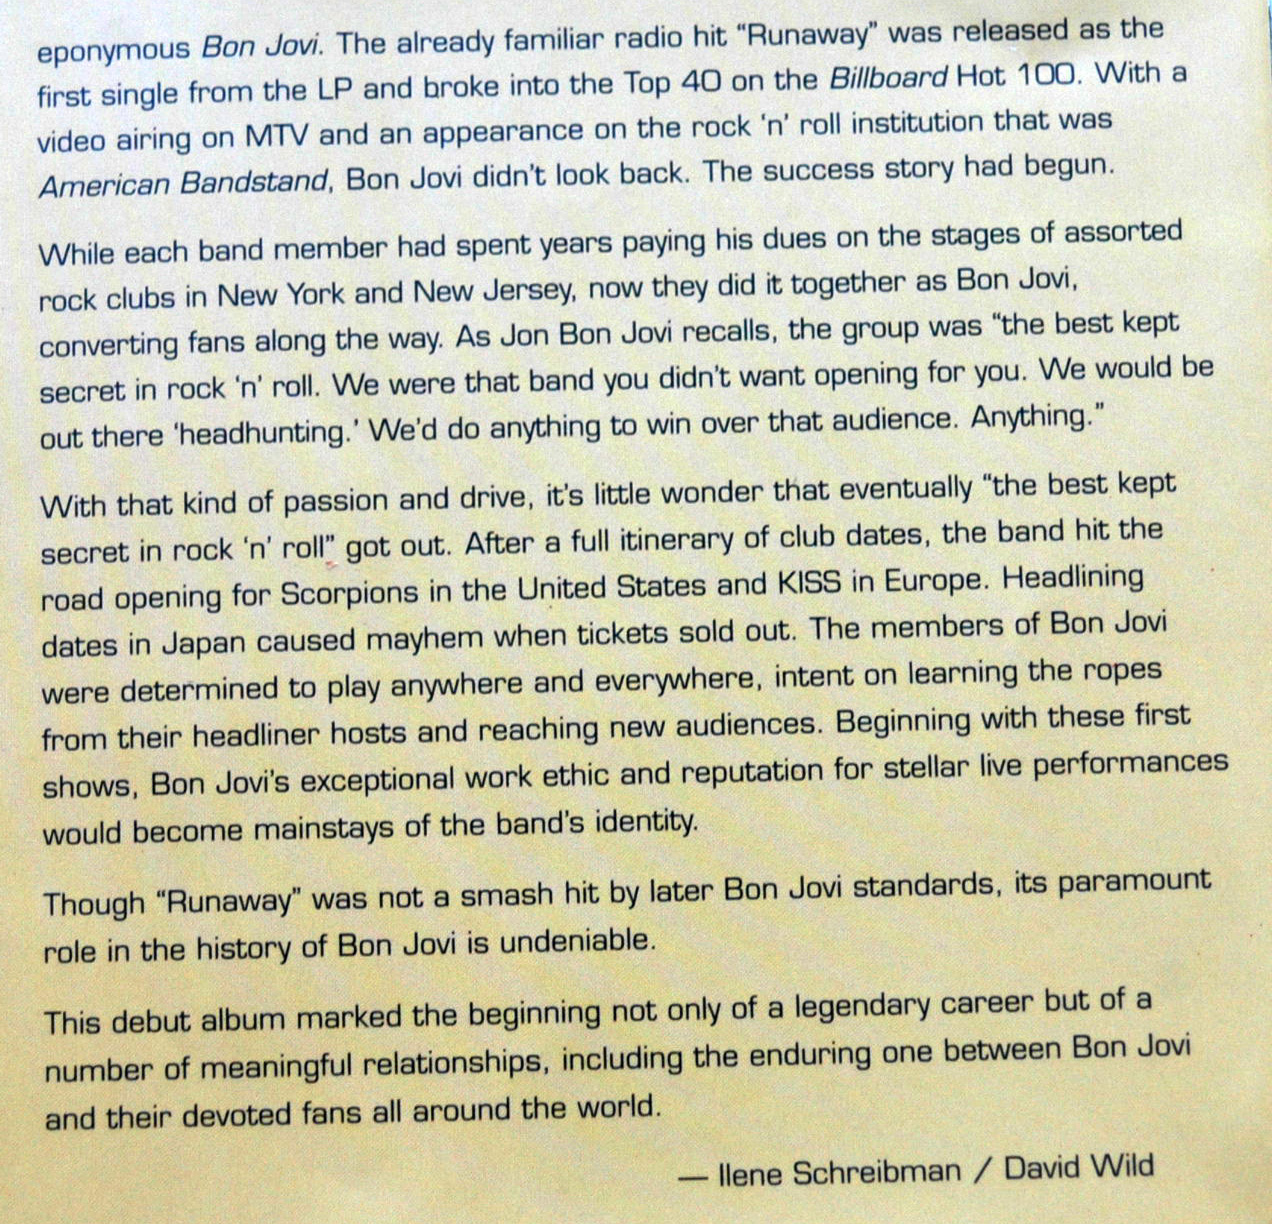 eponymous Bon Jovi. The already familiar radio hit “Runaway” was released as the
first single from the LP and broke into the Top 40 on the Billboard Hot 100. With a
video airing on MTV and an appearance on the rock ‘n’ roll institution that was
American Bandstand, Bon Jovi didn’t look back. The success story had begun.
While each band member had spent years paying his dues on the stages of assorted
rock clubs in New York and New Jersey, now they did it together as Bon Jovi,
converting fans along the way. As Jon Bon Jovi recalls, the group was “the best kept
secret in rock ‘n’ roll. We were that band you didn’t want opening for you. We would be
out there ‘headhunting.’ We’d do anything to win over that audience. Anything.”
With that kind of passion and drive, it’s little wonder that eventually “the best kept
secret in rock ‘n’ roll” got out. After a full itinerary of club dates, the band hit the
road opening for Scorpions in the United States and KISS in Europe. Headlining
dates in Japan caused mayhem when tickets sold out. The members of Bon Jovi
were determined to play anywhere and everywhere, intent on learning the ropes
from their headliner hosts and reaching new audiences. Beginning with these first
shows, Bon Jovi’s exceptional work ethic and reputation for stellar live performances
would become mainstays of the band’s identity.
Though “Runaway” was not a smash hit by later Bon Jovi standards, its paramount
role in the history of Bon Jovi is undeniable.
This debut album marked the beginning not only of a legendary career but of a
number of meaningful relationships, including the enduring one between Bon Jovi
and their devoted fans all around the world.
— Ilene Schreibman / David Wild